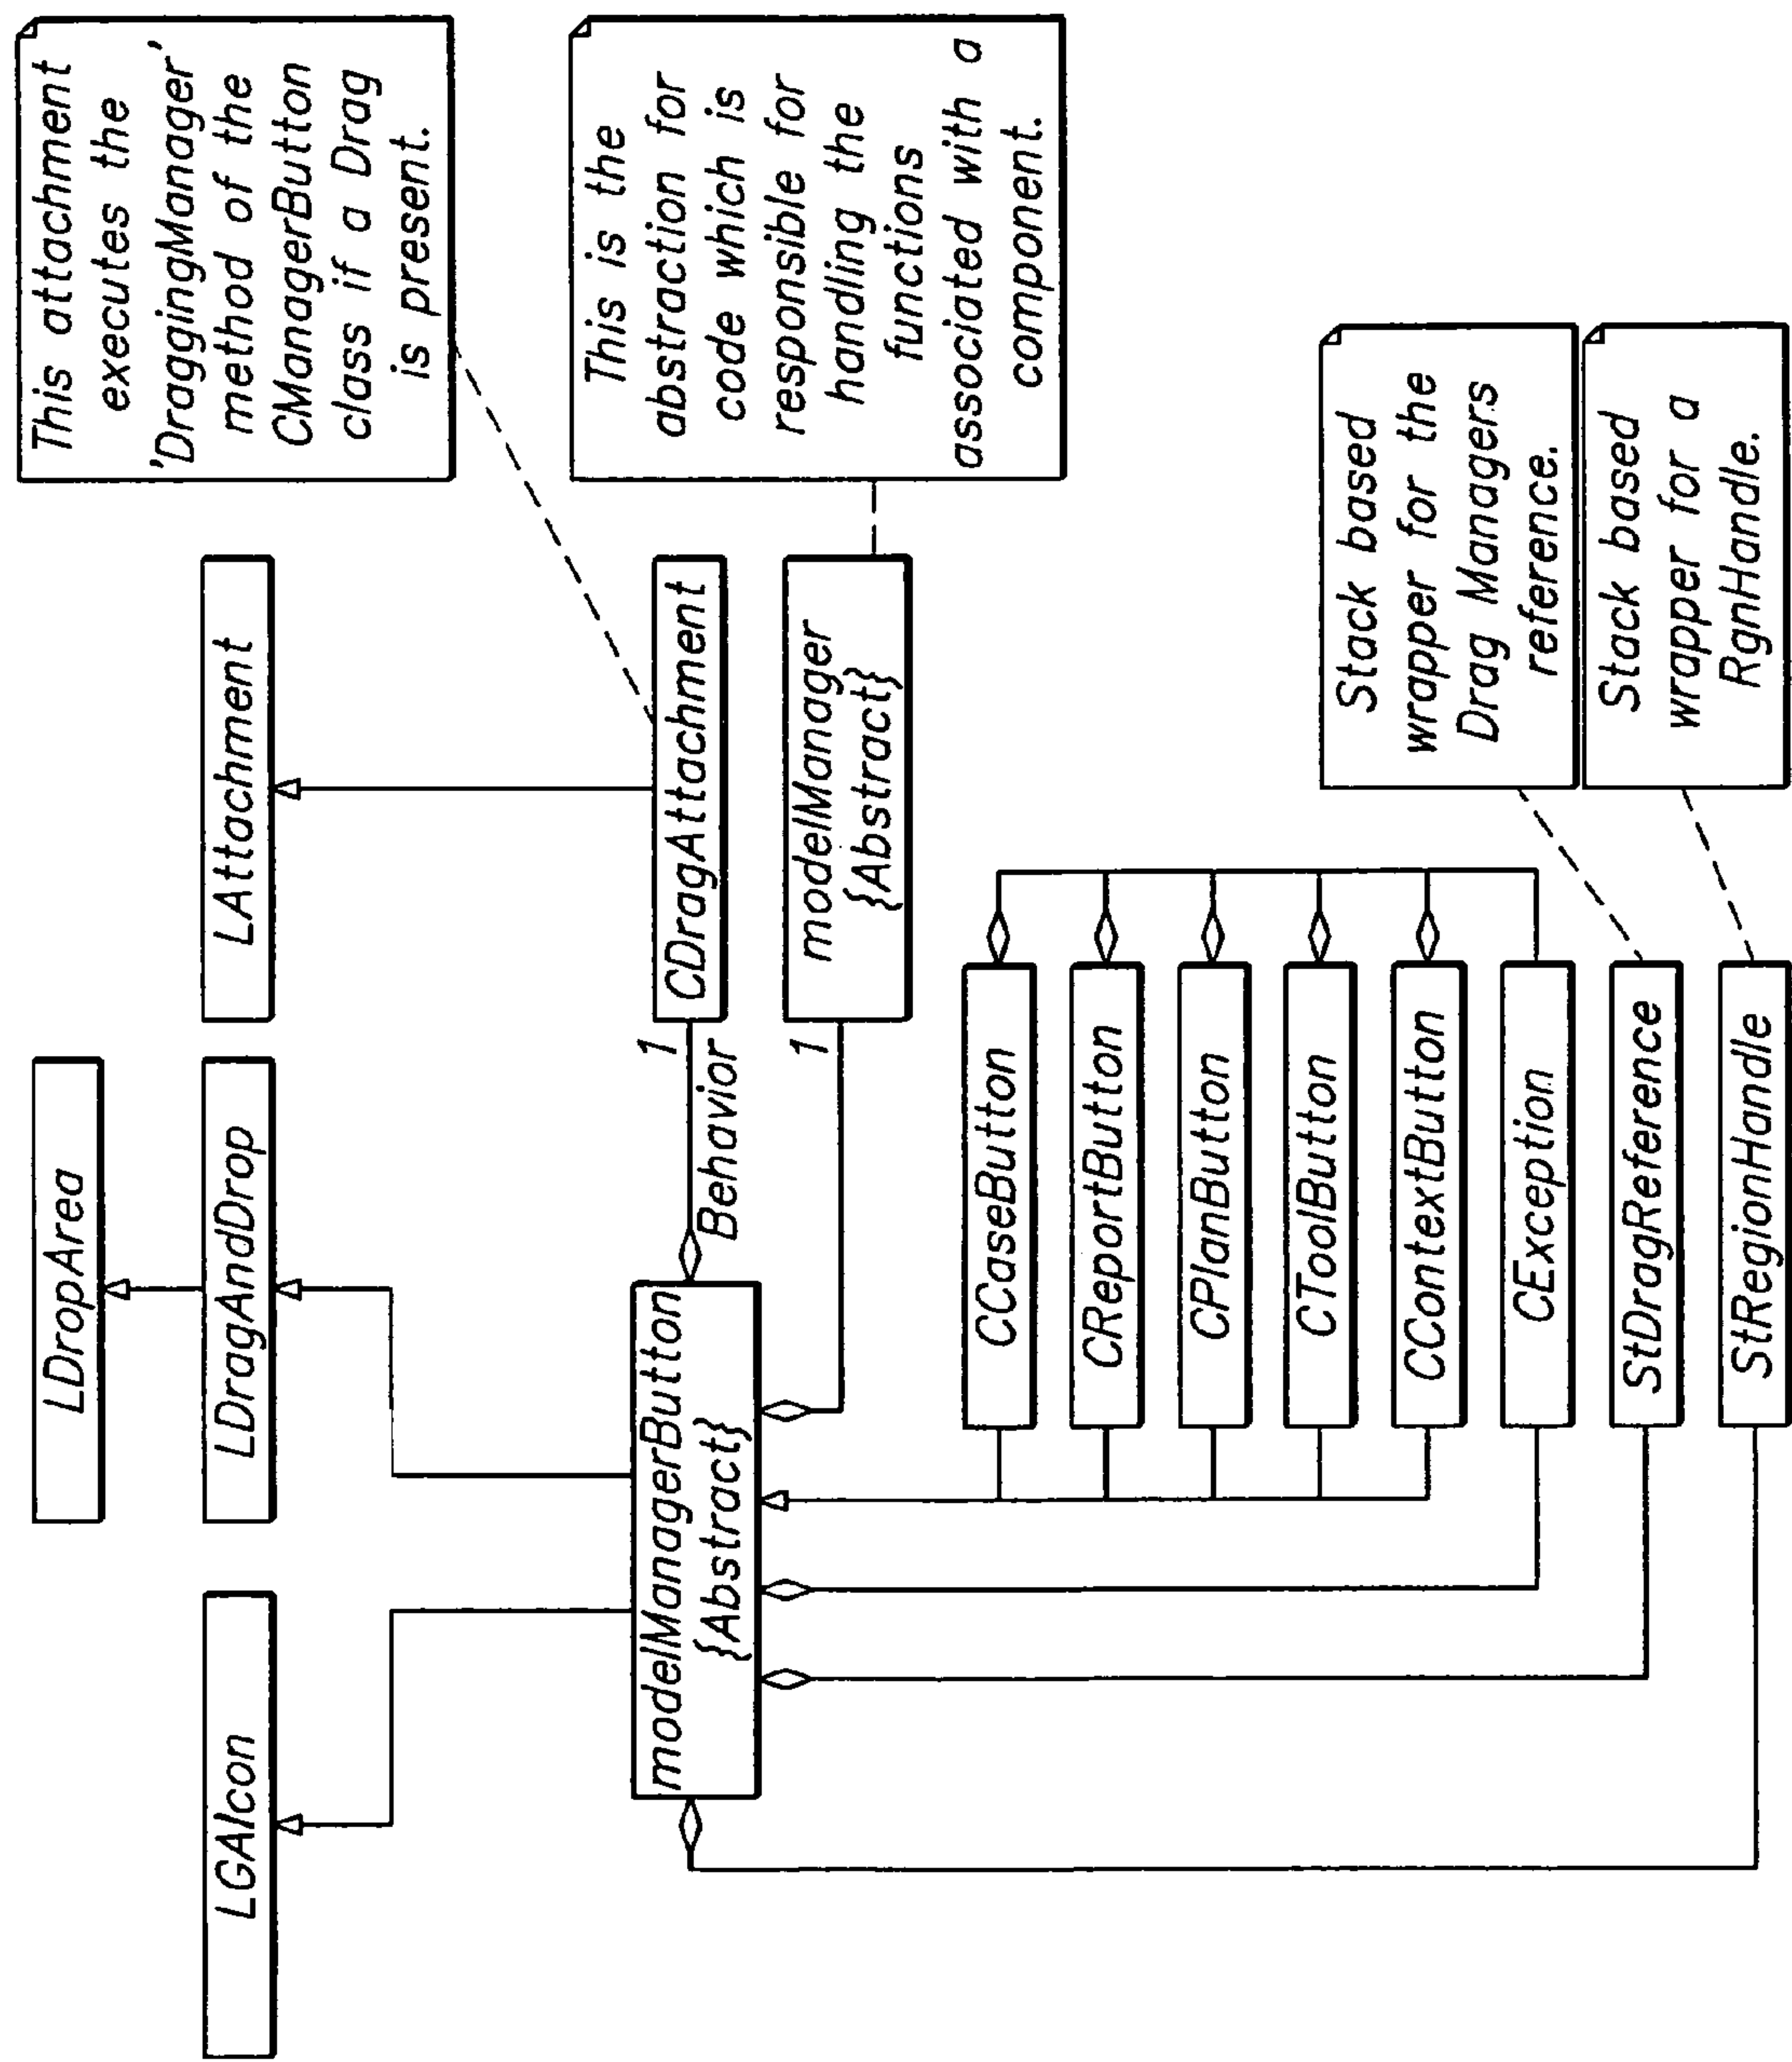 LDropArea
LGAIcon
LDragAndDrop
LAttachment
This attachment
executes the
'DraggingManager'
method of the
CManagerButton
class if a Drag
is present.
modelManagerButton
{Abstract}
1
Behavior
CDragAttachment
1
modelManager
{Abstract}
This is the
abstraction for
code which is
responsible for
handling the
functions
associated with a
component.
CCaseButton
CReportButton
CPlanButton
CToolButton
CContextButton
CException
StDragReference
StRegionHandle
Stack based
wrapper for the
Drag Managers
reference.
Stack based
wrapper for a
RgnHandle.